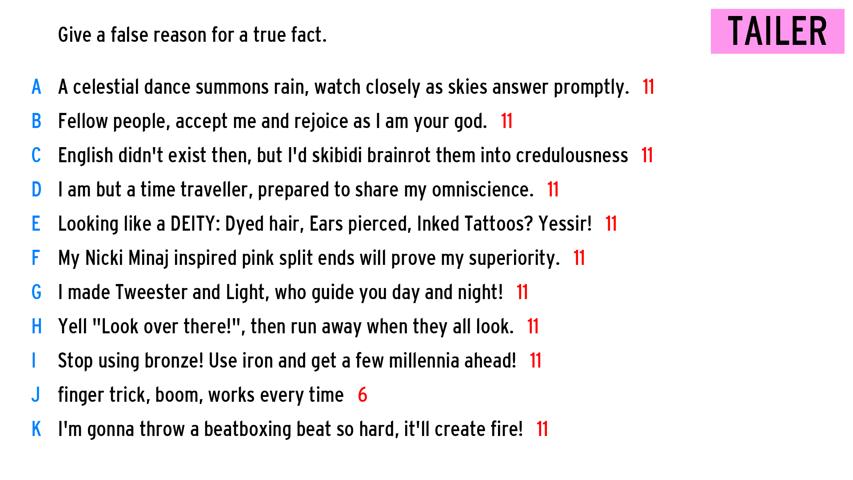 Give a false reason for a true fact.
TAILER
A A celestial dance summons rain, watch closely as skies answer promptly. 11
B Fellow people, accept me and rejoice as I am your god. 11
C English didn't exist then, but I'd skibidi brainrot them into credulousness 11
D I am but a time traveller, prepared to share my omniscience. 11
E Looking like a DEITY: Dyed hair, Ears pierced, Inked Tattoos? Yessir! 11
F My Nicki Minaj inspired pink split ends will prove my superiority. 11
G I made Tweester and Light, who guide you day and night! 11
H Yell "Look over there!", then run away when they all look. 11
I Stop using bronze! Use iron and get a few millennia ahead! 11
J finger trick, boom, works every time 6
K I'm gonna throw a beatboxing beat so hard, it'll create fire! 11